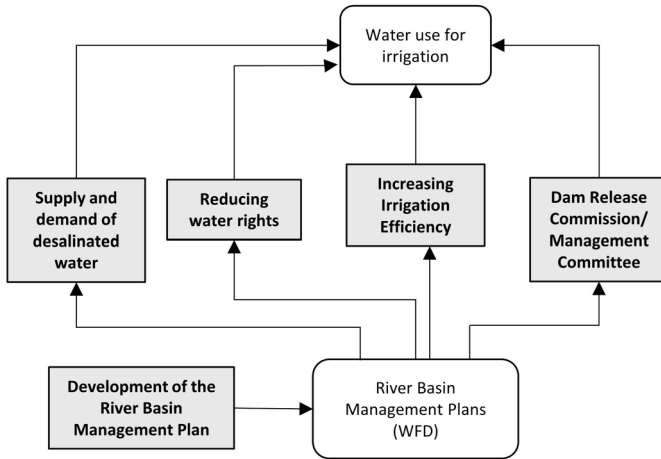 Water use for
irrigation
Supply and
demand of
desalinated
water
Reducing
water rights
Increasing
Irrigation
Efficiency
Dam Release
Commission/
Management
Committee
Development of the
River Basin
Management Plan
River Basin
Management Plans
(WFD)